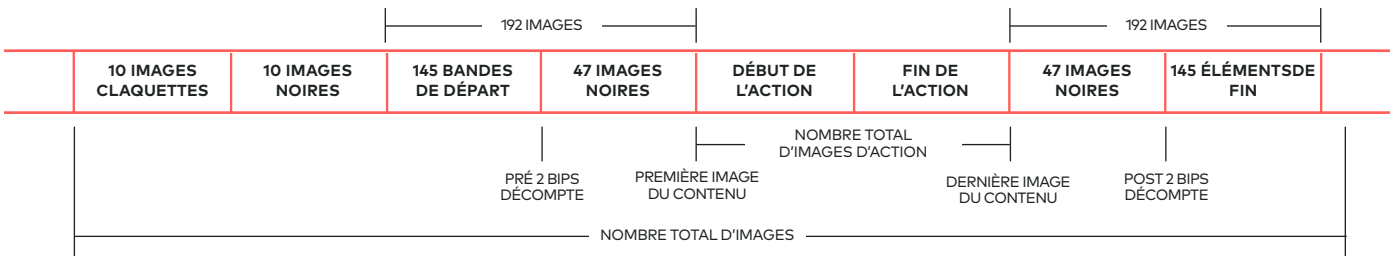 192 IMAGES
192 IMAGES
10 IMAGES
CLAQUETTES
10 IMAGES
NOIRES
145 BANDES
DE DÉPART
47 IMAGES
NOIRES
DÉBUT DE
L'ACTION
FIN DE
L'ACTION
47 IMAGES
NOIRES
145 ÉLÉMENTSDE
FIN
NOMBRE TOTAL
D'IMAGES D'ACTION
PRÉ 2 BIPS
DÉCOMPTE
PREMIÈRE IMAGE
DU CONTENU
DERNIÈRE IMAGE
DU CONTENU
POST 2 BIPS
DÉCOMPTE
NOMBRE TOTAL D'IMAGES